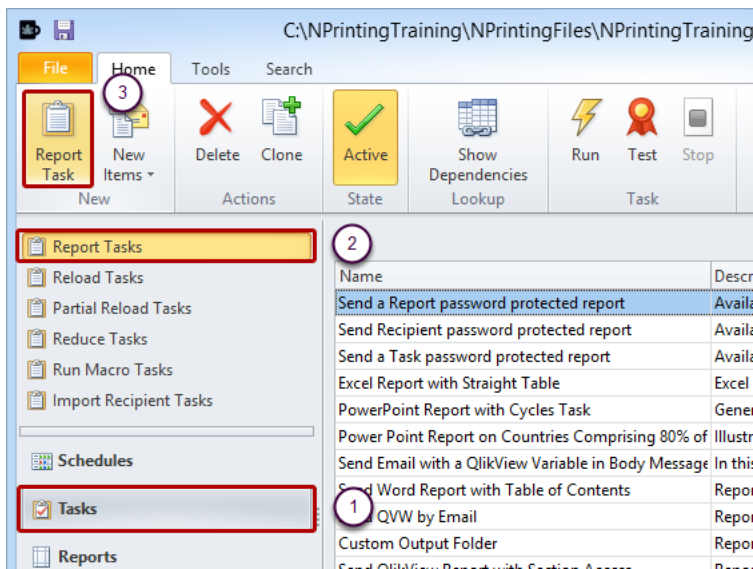 C:\NPrintingTraining\NPrintingFiles\NPrintingTraining
File Home Tools Search
3
Report Task
New Items
Delete
Clone
Active
Show Dependencies
Run
Test
Stop
New
Actions
State
Lookup
Task
Report Tasks
Reload Tasks
Partial Reload Tasks
Reduce Tasks
Run Macro Tasks
Import Recipient Tasks
Schedules
Tasks
Reports
2
Name Descr
Send a Report password protected report Availa
Send Recipient password protected report Availa
Send a Task password protected report Availa
Excel Report with Straight Table Excel
PowerPoint Report with Cycles Task Gener
Power Point Report on Countries Comprising 80% of Illustr
Send Email with a QlikView Variable in Body Message In this
Word Report with Table of Contents Repor
1
QVW by Email Repor
Custom Output Folder Repor